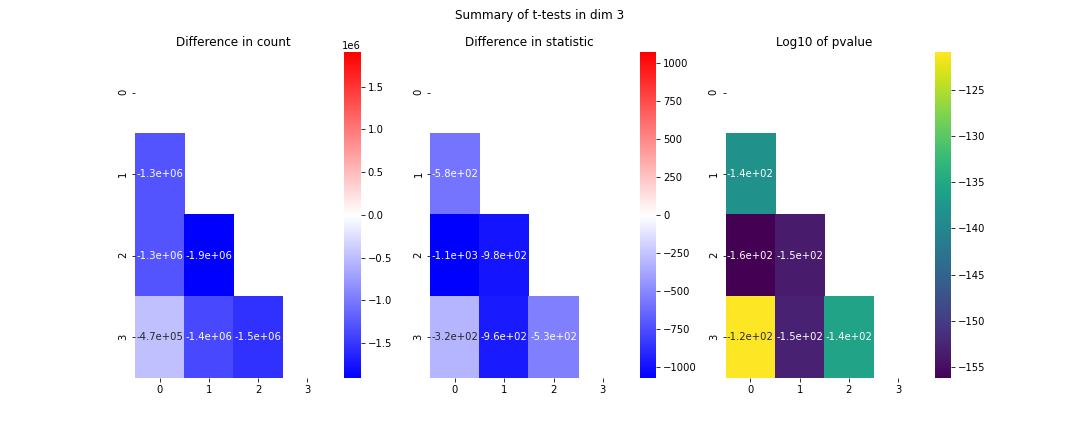 Summary of t-tests in dim 3
Difference in count
1e6
0
1
2
3
-1.3e+06
-1.3e+06 -1.9e+06
-4.7e+05 -1.4e+06 -1.5e+06
0 1 2 3
1.5
1.0
0.5
0.0
−0.5
−1.0
−1.5
Difference in statistic
0
1
2
3
-5.8e+02
-1.1e+03 -9.8e+02
-3.2e+02 -9.6e+02 -5.3e+02
0 1 2 3
1000
750
500
250
0
−250
−500
−750
−1000
Log10 of pvalue
0
1
2
3
-1.4e+02
-1.6e+02 -1.5e+02
-1.2e+02 -1.5e+02 -1.4e+02
0 1 2 3
−125
−130
−135
−140
−145
−150
−155